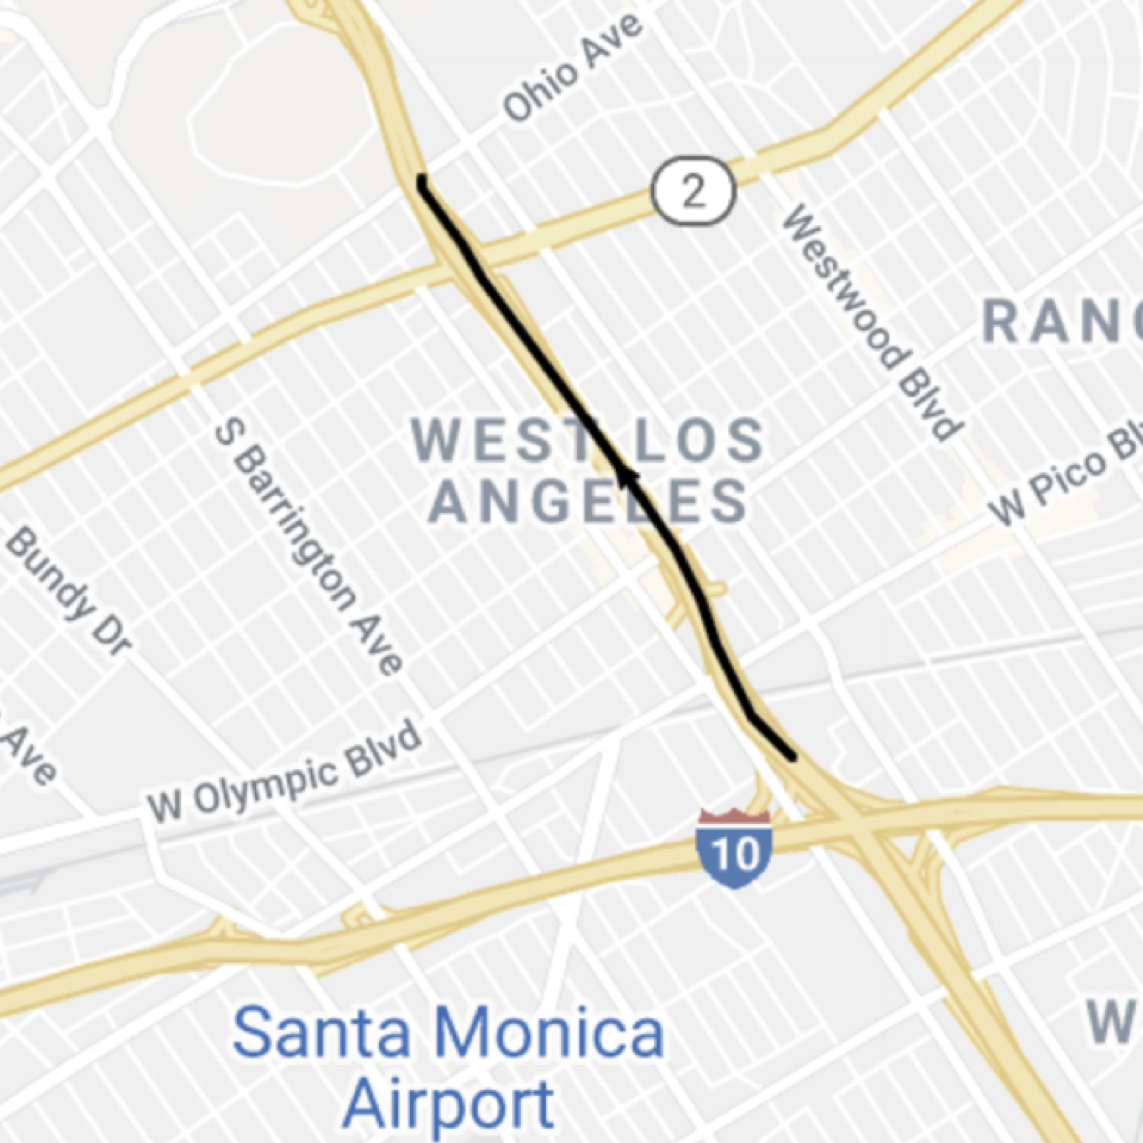 Ohio Ave
2
Westwood Blvd
RANC
WEST LOS
ANGELES
S Barrington Ave
W Pico Bl
Bundy Dr
Ave
W Olympic Blvd
10
Santa Monica
Airport
W